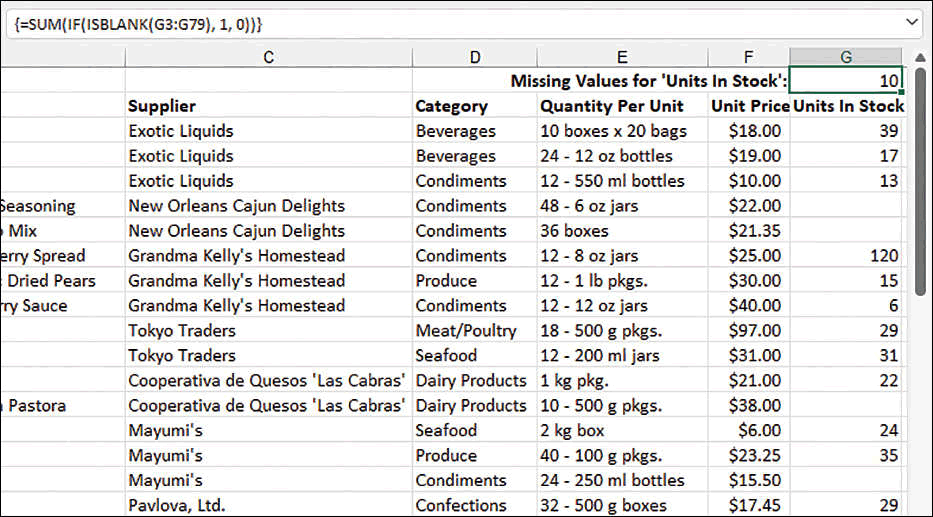 {=SUM(IF(ISBLANK(G3:G79), 1, 0))}
C D E F G
Missing Values for 'Units In Stock': 10
Supplier Category Quantity Per Unit Unit Price Units In Stock
Exotic Liquids Beverages 10 boxes x 20 bags $18.00 39
Exotic Liquids Beverages 24 - 12 oz bottles $19.00 17
Exotic Liquids Condiments 12 - 550 ml bottles $10.00 13
Seasoning New Orleans Cajun Delights Condiments 48 - 6 oz jars $22.00
Mix New Orleans Cajun Delights Condiments 36 boxes $21.35
erry Spread Grandma Kelly's Homestead Condiments 12 - 8 oz jars $25.00 120
Dried Pears Grandma Kelly's Homestead Produce 12 - 1 lb pkgs. $30.00 15
rry Sauce Grandma Kelly's Homestead Condiments 12 - 12 oz jars $40.00 6
Tokyo Traders Meat/Poultry 18 - 500 g pkgs. $97.00 29
Tokyo Traders Seafood 12 - 200 ml jars $31.00 31
Cooperativa de Quesos 'Las Cabras' Dairy Products 1 kg pkg. $21.00 22
Pastora Cooperativa de Quesos 'Las Cabras' Dairy Products 10 - 500 g pkgs. $38.00
Mayumi's Seafood 2 kg box $6.00 24
Mayumi's Produce 40 - 100 g pkgs. $23.25 35
Mayumi's Condiments 24 - 250 ml bottles $15.50
Pavlova, Ltd. Confections 32 - 500 g boxes $17.45 29